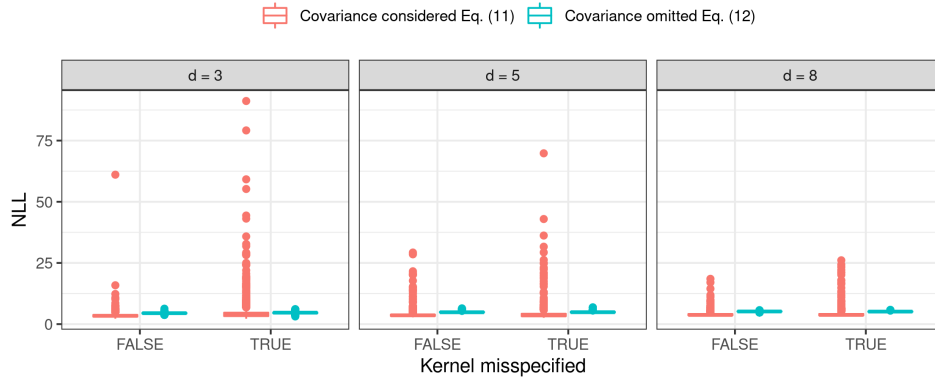 Covariance considered Eq. (11) Covariance omitted Eq. (12)
d = 3 d = 5 d = 8
NLL
75
50
25
0
FALSE TRUE FALSE TRUE FALSE TRUE
Kernel misspecified